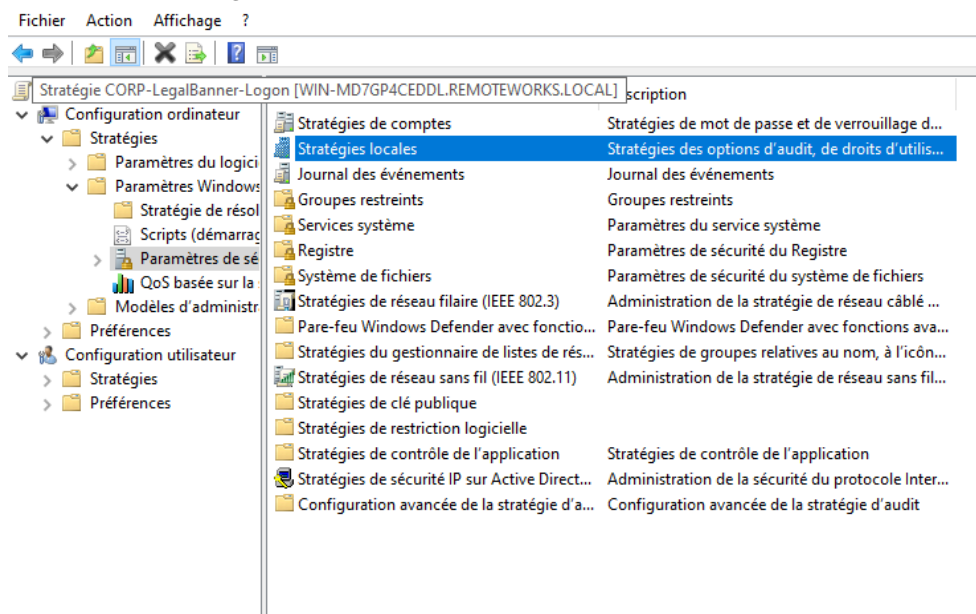 Fichier Action Affichage ?
Stratégie CORP-LegalBanner-Logon [WIN-MD7GP4CEDDL.REMOTEWORKS.LOCAL]
scription
Configuration ordinateur
Stratégies
Paramètres du logici
Paramètres Windows
Stratégie de résol
Scripts (démarrag
Paramètres de sé
QoS basée sur la
Modèles d'administr
Préférences
Configuration utilisateur
Stratégies
Préférences
Stratégies de comptes Stratégies de mot de passe et de verrouillage d...
Stratégies locales Stratégies des options d'audit, de droits d'utilis...
Journal des événements Journal des événements
Groupes restreints Groupes restreints
Services système Paramètres du service système
Registre Paramètres de sécurité du Registre
Système de fichiers Paramètres de sécurité du système de fichiers
Stratégies de réseau filaire (IEEE 802.3) Administration de la stratégie de réseau câblé ...
Pare-feu Windows Defender avec fonctio... Pare-feu Windows Defender avec fonctions ava...
Stratégies du gestionnaire de listes de rés... Stratégies de groupes relatives au nom, à l'icôn...
Stratégies de réseau sans fil (IEEE 802.11) Administration de la stratégie de réseau sans fil...
Stratégies de clé publique
Stratégies de restriction logicielle
Stratégies de contrôle de l'application Stratégies de contrôle de l'application
Stratégies de sécurité IP sur Active Direct... Administration de la sécurité du protocole Inter...
Configuration avancée de la stratégie d'a... Configuration avancée de la stratégie d'audit